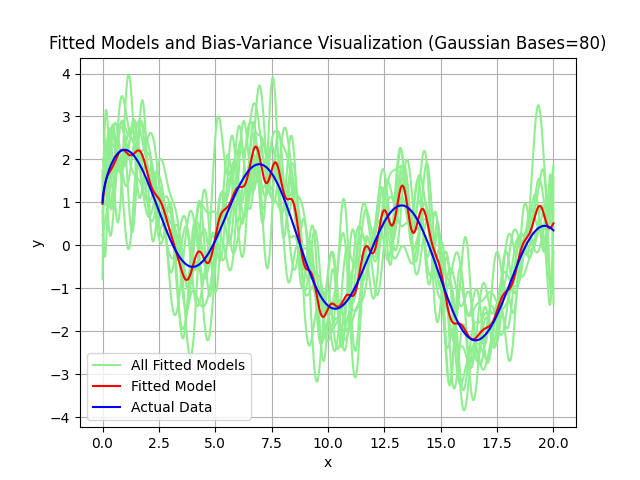 Fitted Models and Bias-Variance Visualization (Gaussian Bases=80)
4
3
2
1
0
−1
−2
−3
−4
y
All Fitted Models
Fitted Model
Actual Data
0.0 2.5 5.0 7.5 10.0 12.5 15.0 17.5 20.0
x